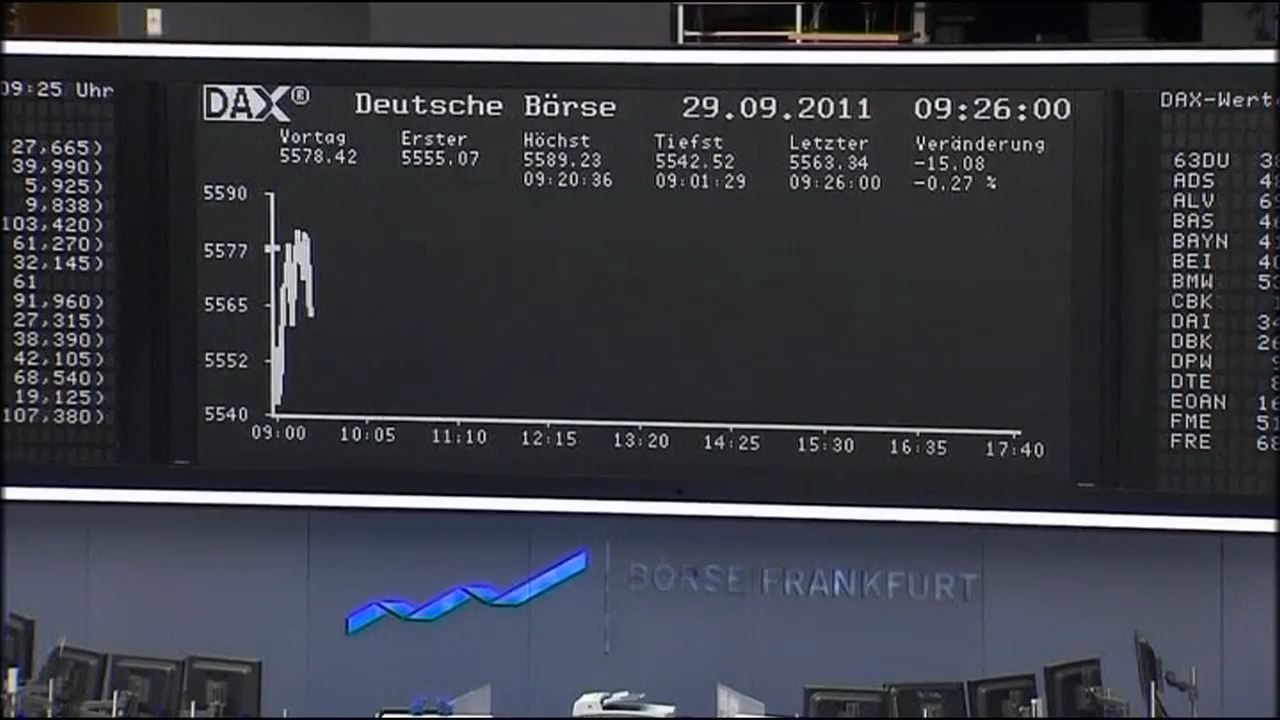 09:25 Uhr
27,665)
39,990)
5,925)
9,838)
103,420)
61,270)
32,145)
61
91,960)
27,315)
38,390)
42,105)
68,540)
19,125)
107,380)
DAX® Deutsche Börse 29.09.2011 09:26:00
Vortag Erster Höchst Tiefst Letzter Veränderung
5578.42 5555.07 5589.23 5542.52 5563.34 -15.08
09:20:36 09:01:29 09:26:00 -0.27 %
5590
5577
5565
5552
5540
09:00 10:05 11:10 12:15 13:20 14:25 15:30 16:35 17:40
DAX-Wert
63DU
ADS
ALV
BAS
BAYN
BEI
BMW
CBK
DAI
DBK
DPW
DTE
EOAN
FME
FRE
BÖRSE FRANKFURT